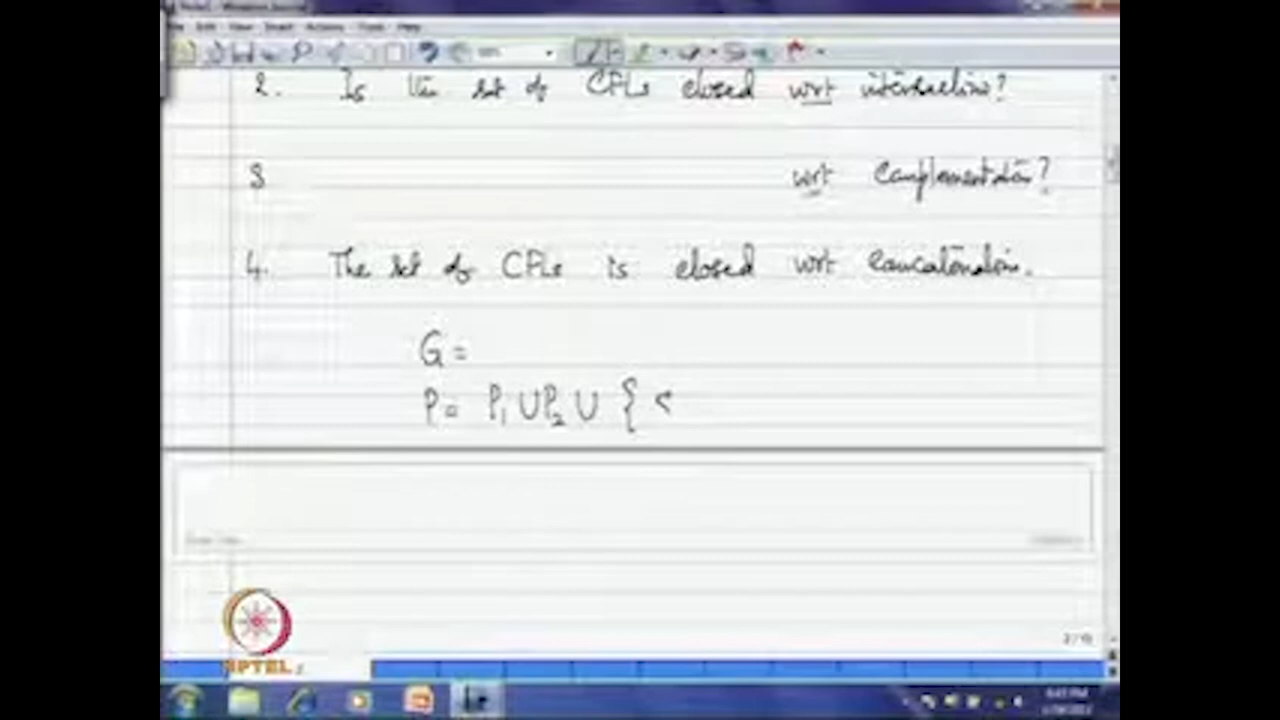 2. Is the set of CFLs closed wrt intersection?
3 wrt complementation?
4. The set of CFLs is closed wrt concatenation.
G =
P = P₁ ∪ P₂ ∪ { S
NPTEL